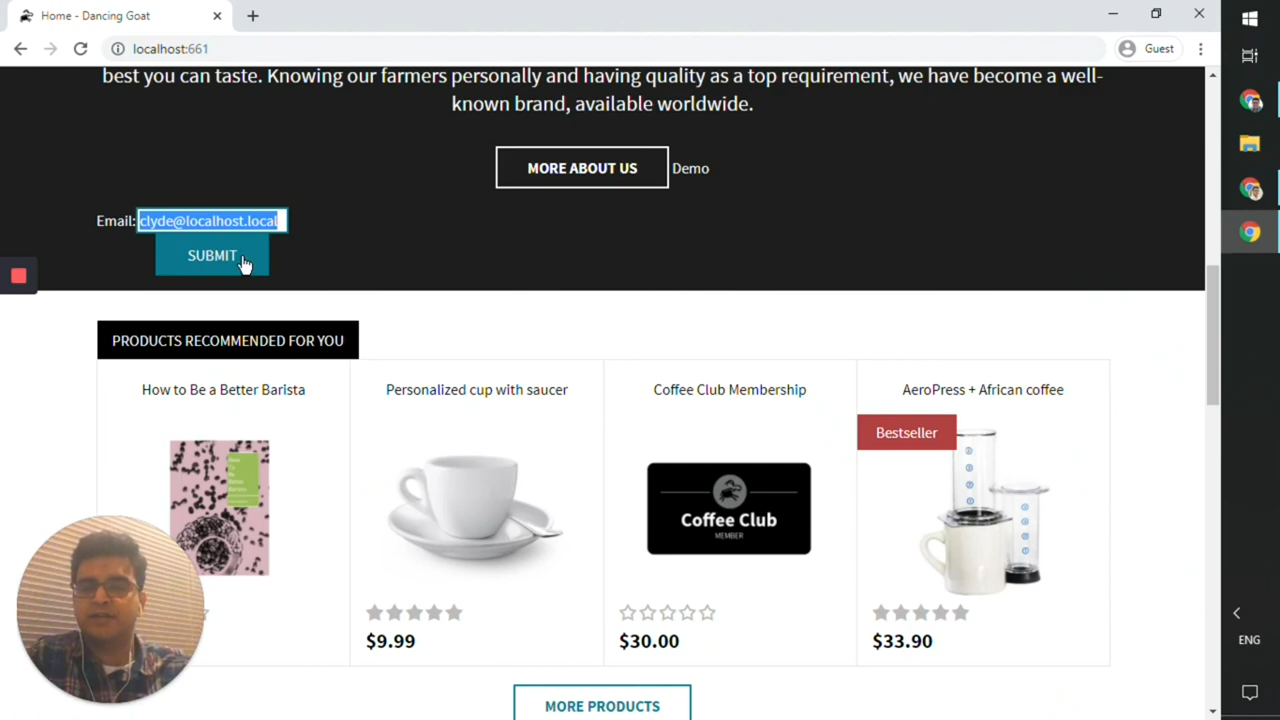 Home - Dancing Goat
localhost:661
Guest
best you can taste. Knowing our farmers personally and having quality as a top requirement, we have become a well-
known brand, available worldwide.
MORE ABOUT US
Demo
Email:
clyde@localhost.local
SUBMIT
PRODUCTS RECOMMENDED FOR YOU
How to Be a Better Barista
Personalized cup with saucer
Coffee Club Membership
AeroPress + African coffee
Bestseller
Coffee Club
MEMBER
$9.99
$30.00
$33.90
MORE PRODUCTS
ENG